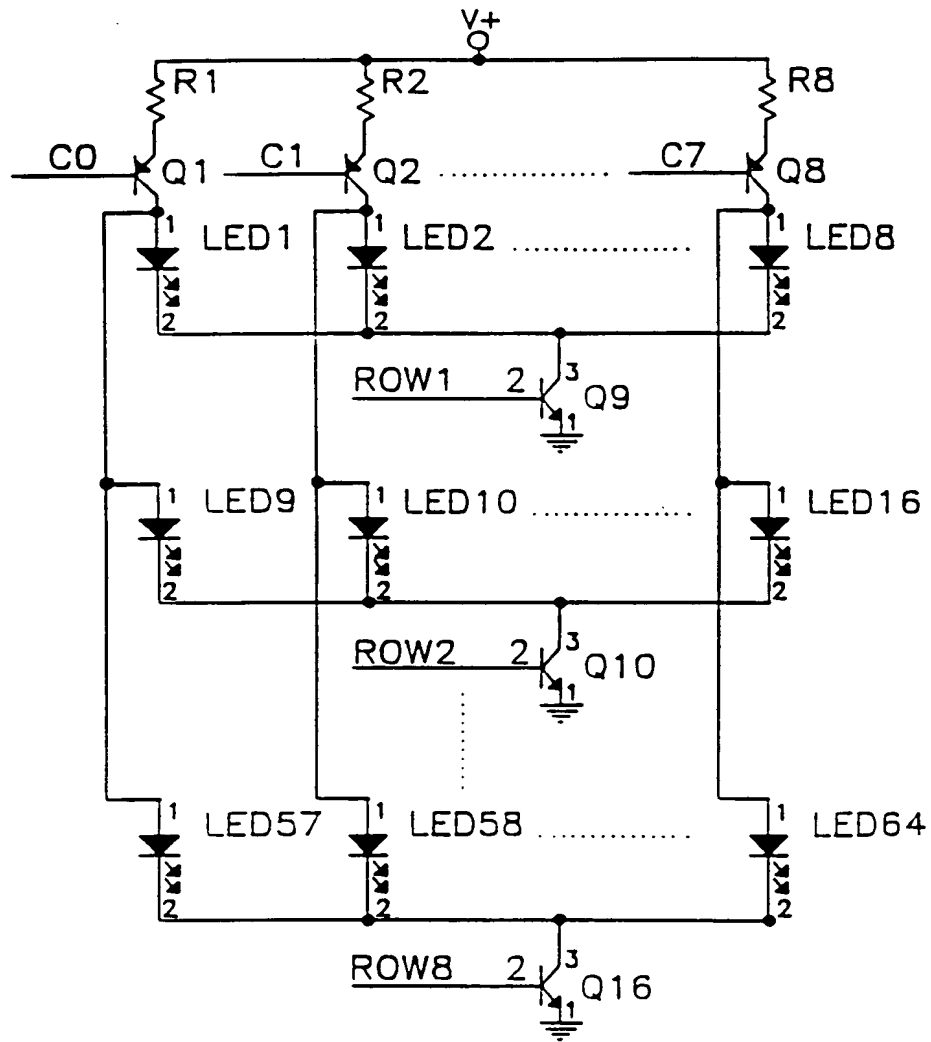 V+
R1 R2 R8
C0 Q1 C1 Q2 C7 Q8
1 LED1 1 LED2 1 LED8
2 2 2
ROW1 2 3 Q9
1
1 LED9 1 LED10 1 LED16
2 2 2
ROW2 2 3 Q10
1
1 LED57 1 LED58 1 LED64
2 2 2
ROW8 2 3 Q16
1